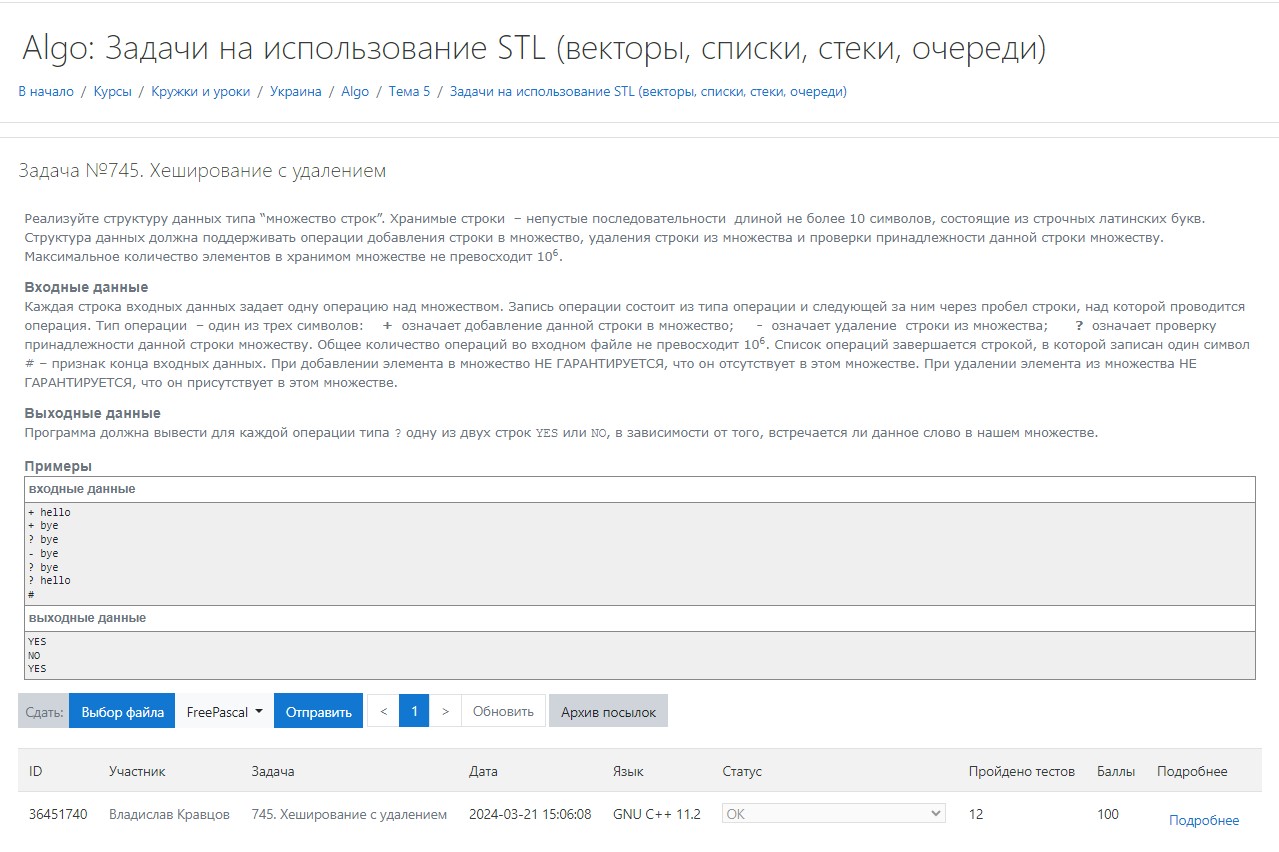 Algo: Задачи на использование STL (векторы, списки, стеки, очереди)
В начало / Курсы / Кружки и уроки / Украина / Algo / Тема 5 / Задачи на использование STL (векторы, списки, стеки, очереди)
Задача №745. Хеширование с удалением
Реализуйте структуру данных типа “множество строк”. Хранимые строки – непустые последовательности длиной не более 10 символов, состоящие из строчных латинских букв.
Структура данных должна поддерживать операции добавления строки в множество, удаления строки из множества и проверки принадлежности данной строки множеству.
Максимальное количество элементов в хранимом множестве не превосходит 10⁶.
Входные данные
Каждая строка входных данных задает одну операцию над множеством. Запись операции состоит из типа операции и следующей за ним через пробел строки, над которой проводится
операция. Тип операции – один из трех символов: + означает добавление данной строки в множество; - означает удаление строки из множества; ? означает проверку
принадлежности данной строки множеству. Общее количество операций во входном файле не превосходит 10⁶. Список операций завершается строкой, в которой записан один символ
# – признак конца входных данных. При добавлении элемента в множество НЕ ГАРАНТИРУЕТСЯ, что он отсутствует в этом множестве. При удалении элемента из множества НЕ
ГАРАНТИРУЕТСЯ, что он присутствует в этом множестве.
Выходные данные
Программа должна вывести для каждой операции типа ? одну из двух строк YES или NO, в зависимости от того, встречается ли данное слово в нашем множестве.
Примеры
входные данные
+ hello
+ bye
? bye
- bye
? bye
? hello
#
выходные данные
YES
NO
YES
Сдать: Выбор файла FreePascal Отправить < 1 > Обновить Архив посылок
ID Участник Задача Дата Язык Статус Пройдено тестов Баллы Подробнее
36451740 Владислав Кравцов 745. Хеширование с удалением 2024-03-21 15:06:08 GNU C++ 11.2 OK 12 100 Подробнее